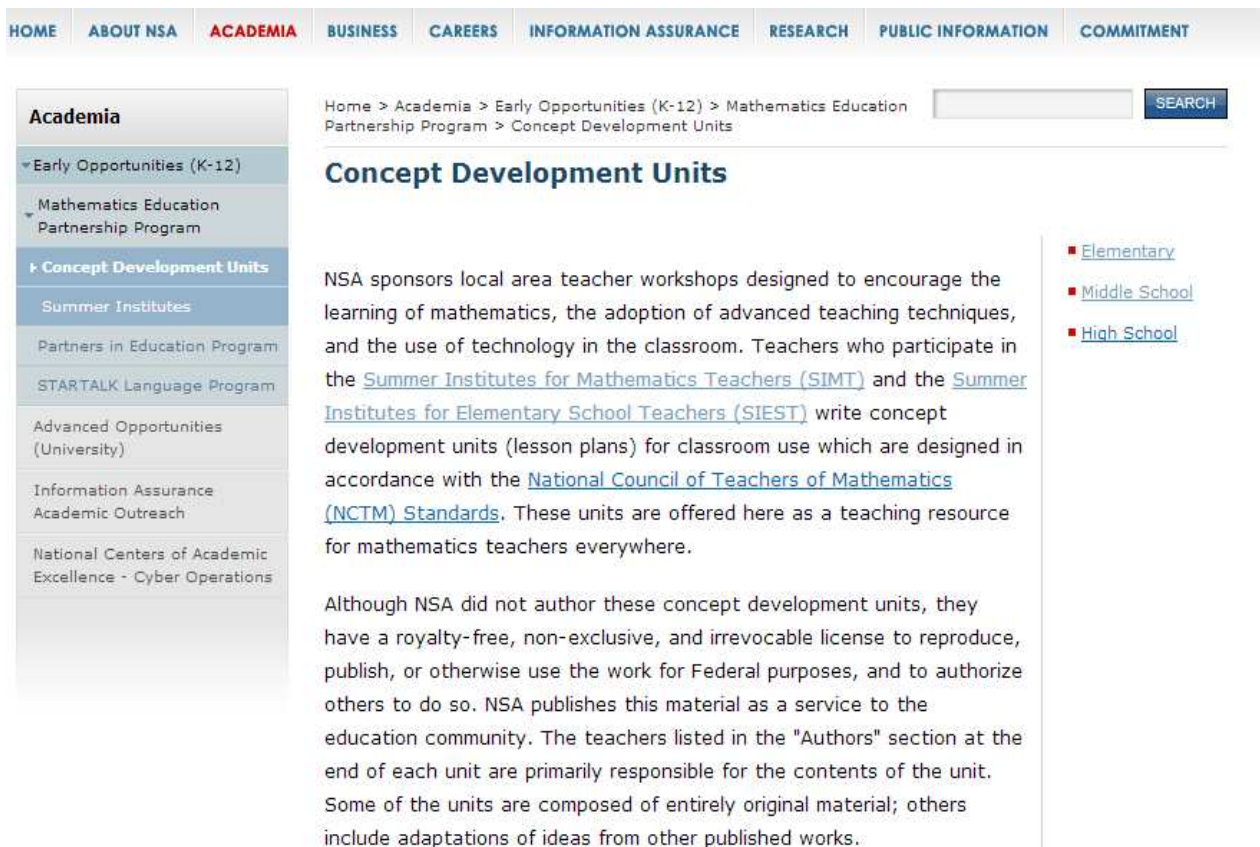 HOME ABOUT NSA ACADEMIA BUSINESS CAREERS INFORMATION ASSURANCE RESEARCH PUBLIC INFORMATION COMMITMENT
Academia
Early Opportunities (K-12)
Mathematics Education
Partnership Program
Concept Development Units
Summer Institutes
Partners in Education Program
STARTALK Language Program
Advanced Opportunities
(University)
Information Assurance
Academic Outreach
National Centers of Academic
Excellence - Cyber Operations
Home > Academia > Early Opportunities (K-12) > Mathematics Education
Partnership Program > Concept Development Units
SEARCH
Concept Development Units
NSA sponsors local area teacher workshops designed to encourage the
learning of mathematics, the adoption of advanced teaching techniques,
and the use of technology in the classroom. Teachers who participate in
the Summer Institutes for Mathematics Teachers (SIMT) and the Summer
Institutes for Elementary School Teachers (SIEST) write concept
development units (lesson plans) for classroom use which are designed in
accordance with the National Council of Teachers of Mathematics
(NCTM) Standards. These units are offered here as a teaching resource
for mathematics teachers everywhere.
Although NSA did not author these concept development units, they
have a royalty-free, non-exclusive, and irrevocable license to reproduce,
publish, or otherwise use the work for Federal purposes, and to authorize
others to do so. NSA publishes this material as a service to the
education community. The teachers listed in the "Authors" section at the
end of each unit are primarily responsible for the contents of the unit.
Some of the units are composed of entirely original material; others
include adaptations of ideas from other published works.
Elementary
Middle School
High School